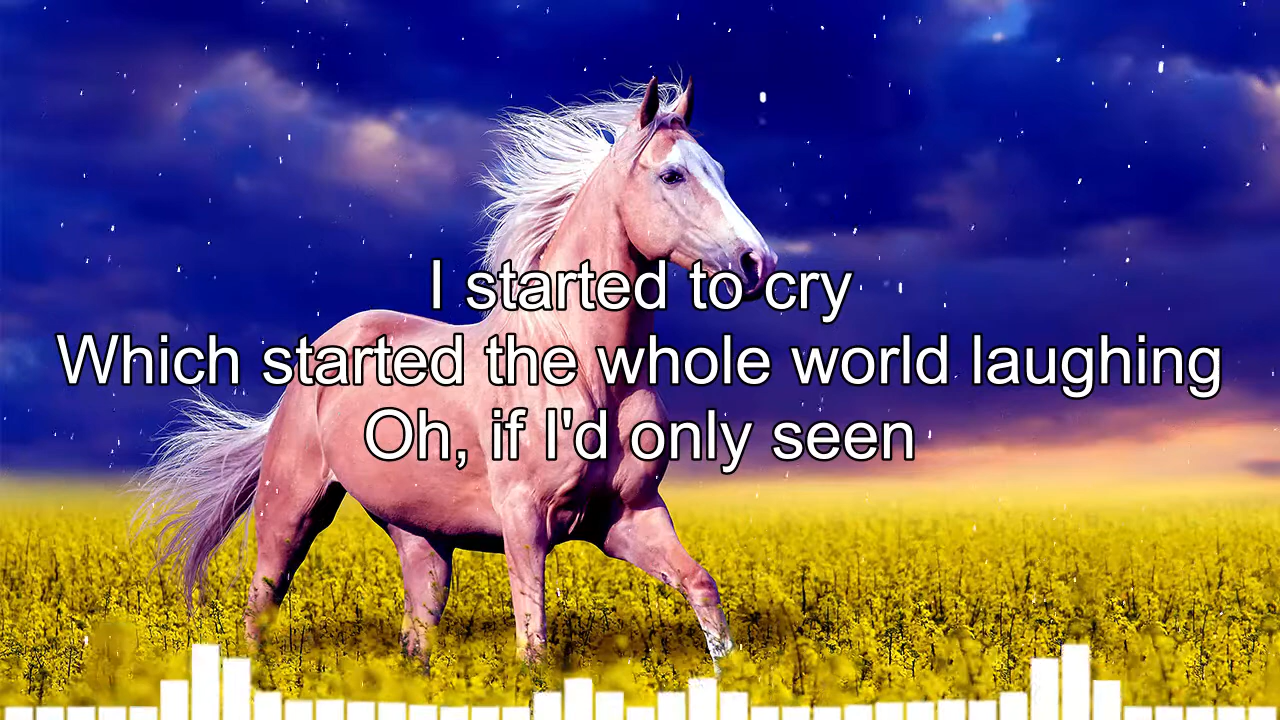 I started to cry
Which started the whole world laughing
Oh, if I'd only seen